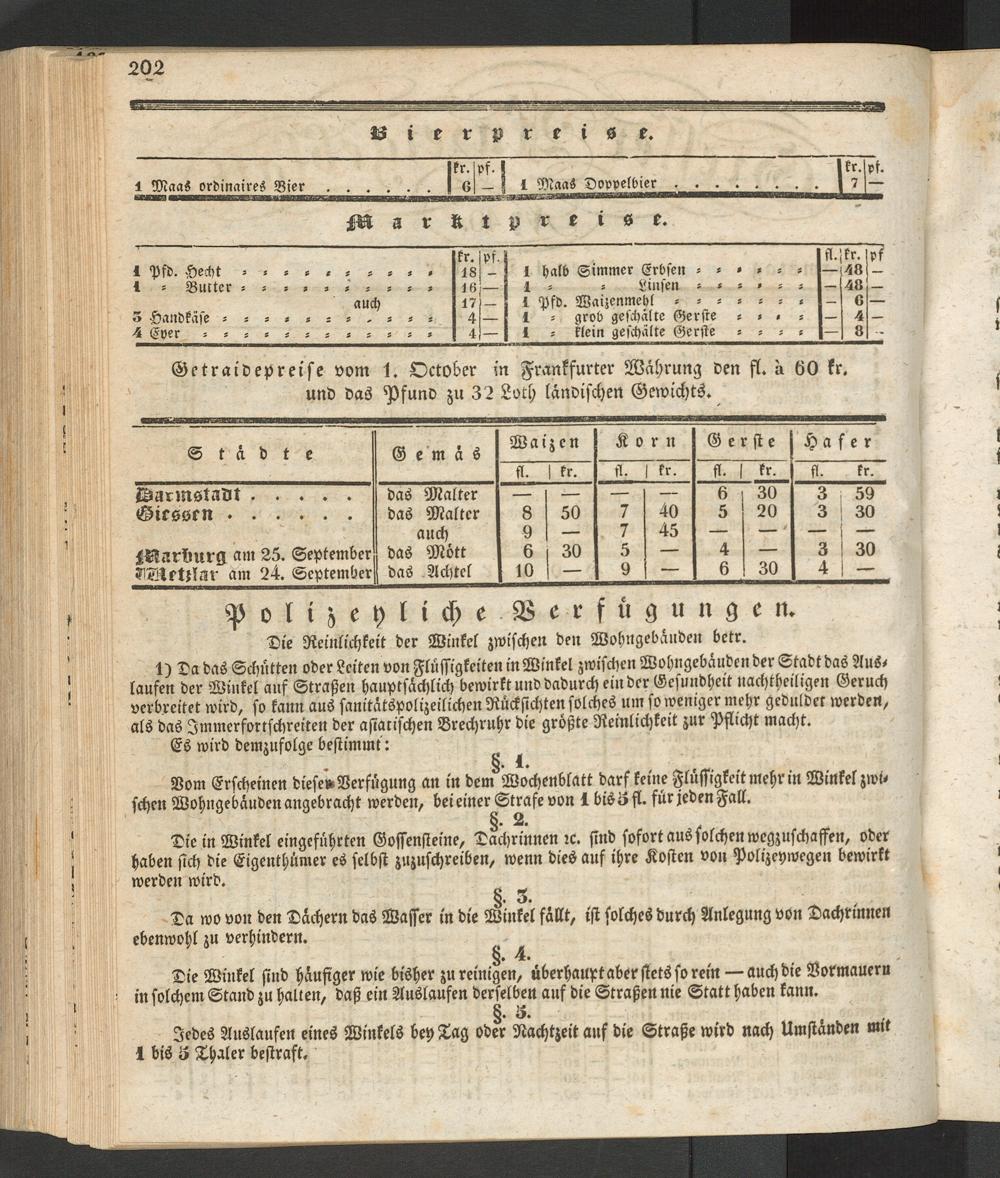 202
Bierpreise.
kr. pf. kr. pf.
1 Maas ordinaires Bier . . . . . . 6 — 1 Maas Doppelbier . . . . . . . . 7 —
Marktpreise.
kr. pf. fl. kr. pf
1 Pfd. Hecht 18 — 1 halb Simmer Erbsen — 48 —
1 " Butter 16 — 1 " " Linsen — 48 —
auch 17 — 1 Pfd. Waizenmehl — 6 —
3 Handkäse 4 — 1 " grob geschälte Gerste — 4 —
4 Eyer 4 — 1 " klein geschälte Gerste — 8 —
Getraidepreise vom 1. October in Frankfurter Währung den fl. à 60 kr.
und das Pfund zu 32 Loth ländischen Gewichts.
Städte Gemäs Waizen Korn Gerste Hafer
fl. kr. fl. kr. fl. kr. fl. kr.
Darmstadt . . . . . das Malter — — — — 6 30 3 59
Giessen . . . . . . das Malter 8 50 7 40 5 20 3 30
auch 9 — 7 45 — — — —
Marburg am 25. September das Mött 6 30 5 — 4 — 3 30
Wetzlar am 24. September das Achtel 10 — 9 — 6 30 4 —
Polizeyliche Verfügungen.
Die Reinlichkeit der Winkel zwischen den Wohngebäuden betr.
1) Da das Schütten oder Leiten von Flüssigkeiten in Winkel zwischen Wohngebäuden der Stadt das Aus-
laufen der Winkel auf Straßen hauptsächlich bewirkt und dadurch ein der Gesundheit nachtheiligen Geruch
verbreitet wird, so kann aus sanitätspolizeilichen Rücksichten solches um so weniger mehr geduldet werden,
als das Immerfortschreiten der asiatischen Brechruhr die größte Reinlichkeit zur Pflicht macht.
Es wird demzufolge bestimmt:
§. 1.
Vom Erscheinen dieser Verfügung an in dem Wochenblatt darf keine Flüssigkeit mehr in Winkel zwi-
schen Wohngebäuden angebracht werden, bei einer Strafe von 1 bis 5 fl. für jeden Fall.
§. 2.
Die in Winkel eingeführten Gossensteine, Dachrinnen ꝛc. sind sofort aus solchen wegzuschaffen, oder
haben sich die Eigenthümer es selbst zuzuschreiben, wenn dies auf ihre Kosten von Polizeywegen bewirkt
werden wird.
§. 3.
Da wo von den Dächern das Wasser in die Winkel fällt, ist solches durch Anlegung von Dachrinnen
ebenwohl zu verhindern.
§. 4.
Die Winkel sind häufiger wie bisher zu reinigen, überhaupt aber stets so rein — auch die Vormauern
in solchem Stand zu halten, daß ein Auslaufen derselben auf die Straßen nie Statt haben kann.
§. 5.
Jedes Auslaufen eines Winkels bey Tag oder Nachtzeit auf die Straße wird nach Umständen mit
1 bis 5 Thaler bestraft.